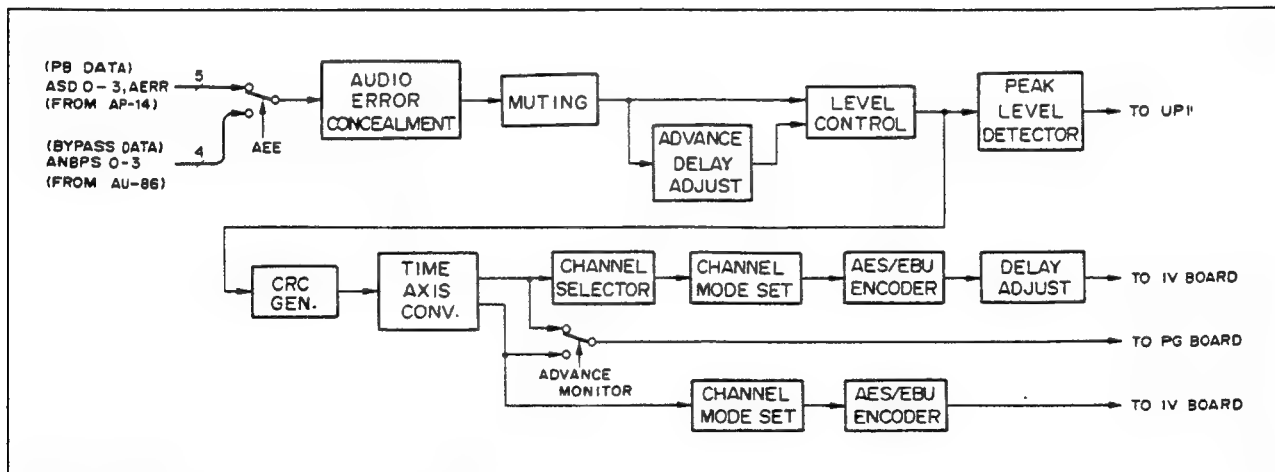 (PB DATA)
ASD 0-3, AERR
(FROM AP-14)
5
AEE
(BYPASS DATA)
ANBPS 0-3
(FROM AU-86)
4
AUDIO
ERROR
CONCEALMENT
MUTING
ADVANCE
DELAY
ADJUST
LEVEL
CONTROL
PEAK
LEVEL
DETECTOR
TO
CRC
GEN.
TIME
AXIS
CONV.
CHANNEL
SELECTOR
CHANNEL
MODE SET
AES/EBU
ENCODER
DELAY
ADJUST
TO IV BOARD
ADVANCE
MONITOR
TO PG BOARD
CHANNEL
MODE SET
AES/EBU
ENCODER
TO IV BOARD